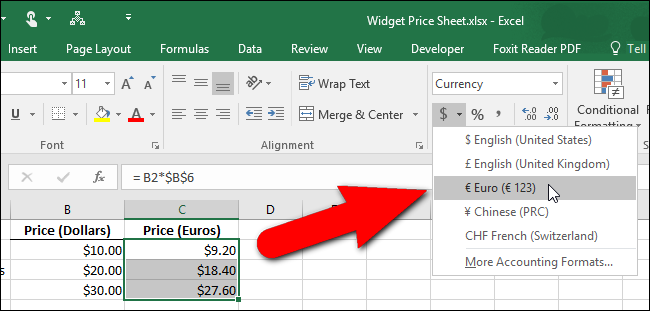 Widget Price Sheet.xlsx - Excel
Page Layout Formulas Data Review View Developer Foxit Reader PDF Tell
11 A A Wrap Text Currency
U A Merge & Center $ % , Conditional
Formatting
Font Alignment
$ English (United States)
£ English (United Kingdom)
€ Euro (€ 123)
¥ Chinese (PRC)
CHF French (Switzerland)
More Accounting Formats...
fx = B2*$B$6
B C D
Price (Dollars) Price (Euros)
$10.00 $9.20
s $20.00 $18.40
$30.00 $27.60